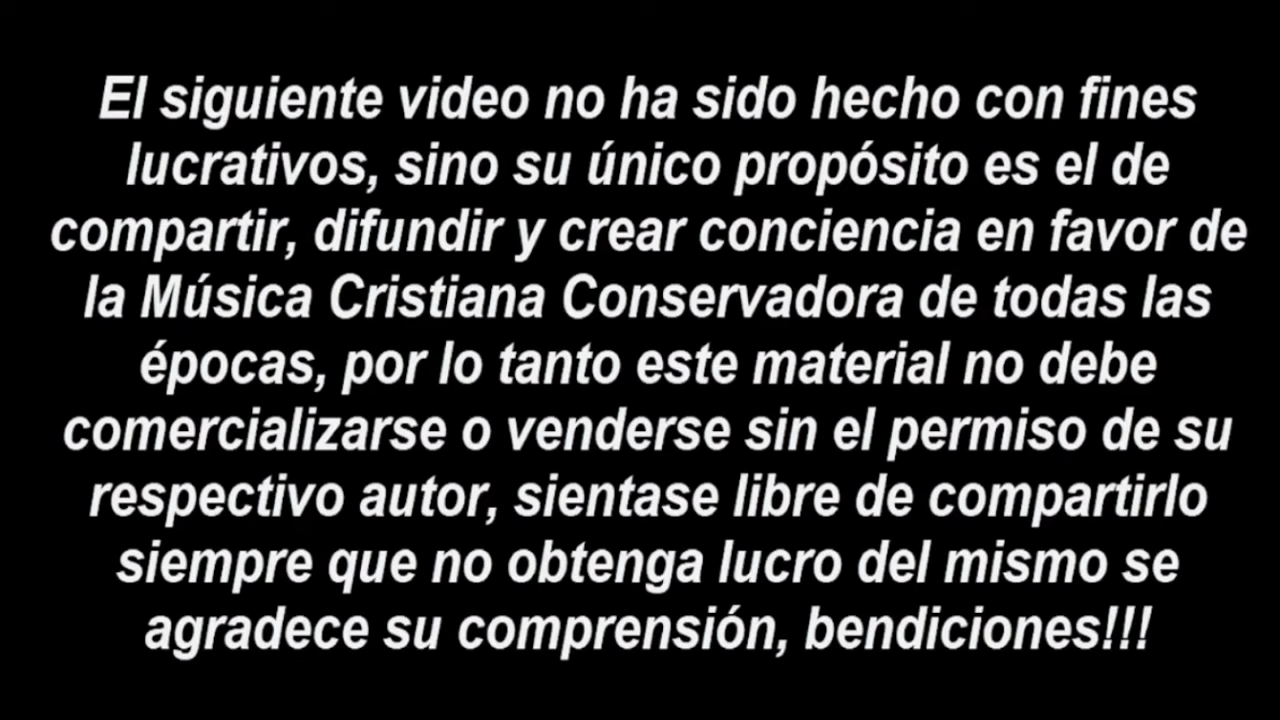 El siguiente video no ha sido hecho con fines
lucrativos, sino su único propósito es el de
compartir, difundir y crear conciencia en favor de
la Música Cristiana Conservadora de todas las
épocas, por lo tanto este material no debe
comercializarse o venderse sin el permiso de su
respectivo autor, sientase libre de compartirlo
siempre que no obtenga lucro del mismo se
agradece su comprensión, bendiciones!!!